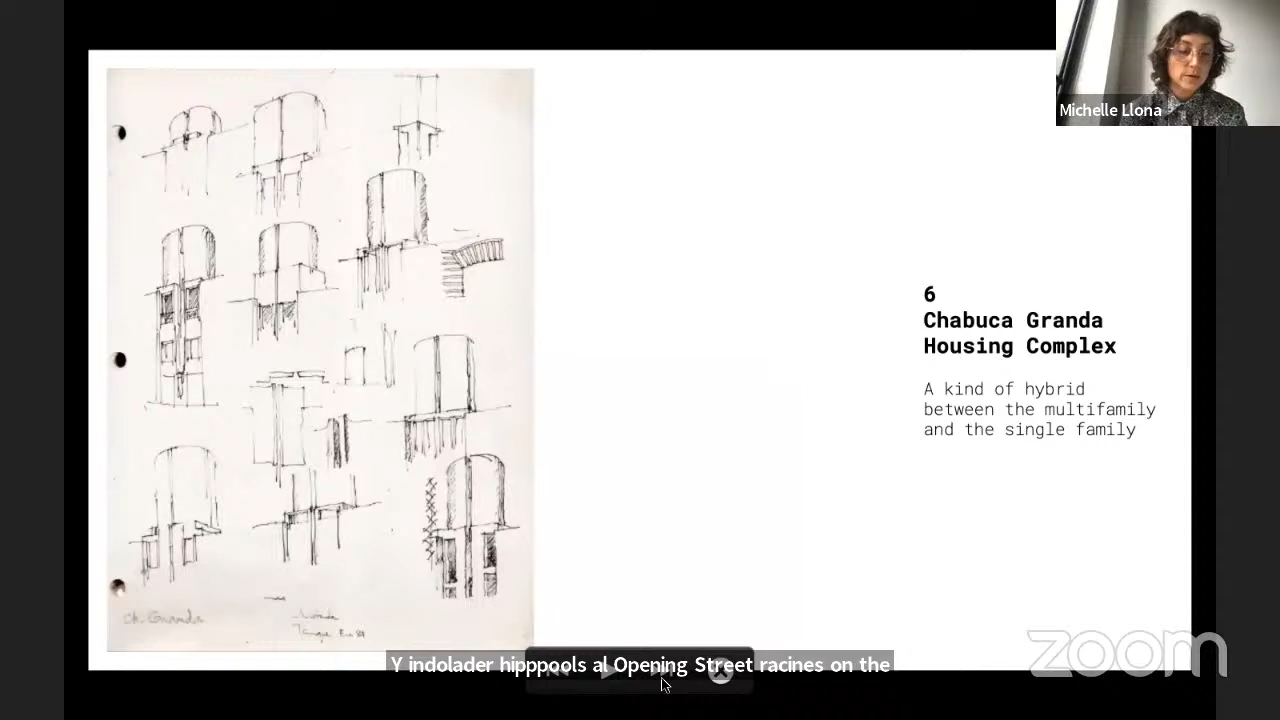 Michelle Llona
6
Chabuca Granda
Housing Complex
A kind of hybrid
between the multifamily
and the single family
Ch. Granda
Tanque
Y indolader hipppools al Opening Street racines on the
zoom